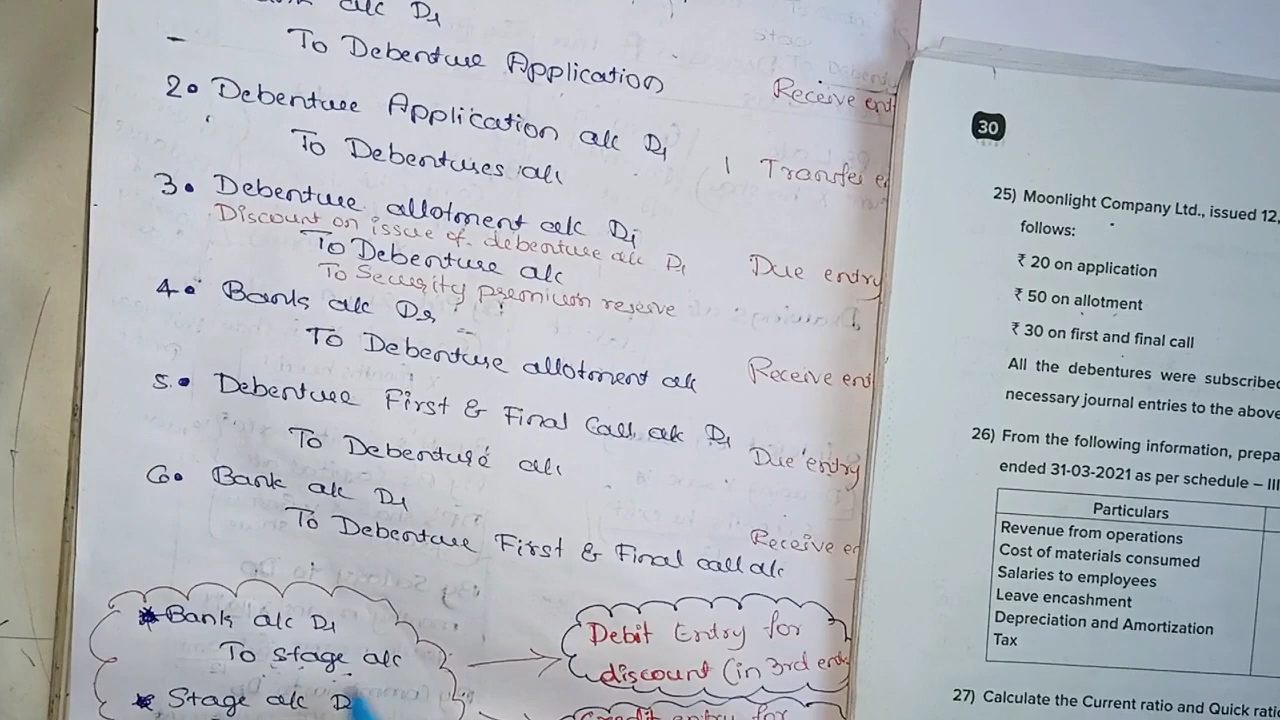 a/c Dr
To Debenture Application
Receive ent
2. Debenture Application a/c Dr
To Debentures a/c
Transfer e
3. Debenture allotment a/c Dr
Discount on issue of debenture a/c Dr
To Debenture a/c
Due entry
To Security premium reserve
4. Bank a/c Dr
To Debenture allotment a/c
Receive ent
5. Debenture First & Final Call a/c Dr
To Debenture a/c
Due entry
6. Bank a/c Dr
To Debenture First & Final call a/c
Receive en
* Bank a/c Dr
To stage a/c
* Stage a/c D
Debit Entry for
discount (in 3rd ent
Credit entry for
30
25) Moonlight Company Ltd., issued 12,
follows:
₹ 20 on application
₹ 50 on allotment
₹ 30 on first and final call
All the debentures were subscribed
necessary journal entries to the above
26) From the following information, prepa
ended 31-03-2021 as per schedule – III
Particulars
Revenue from operations
Cost of materials consumed
Salaries to employees
Leave encashment
Depreciation and Amortization
Tax
27) Calculate the Current ratio and Quick ratio